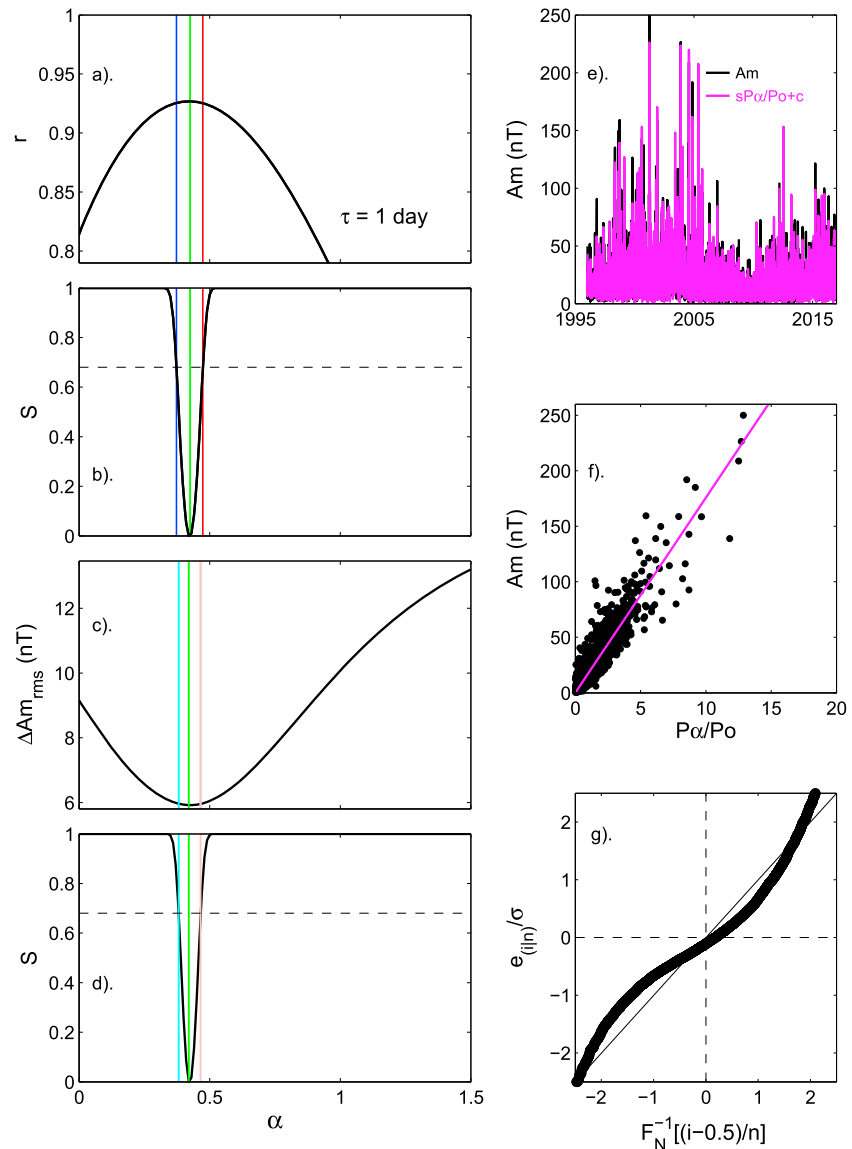 1
0.95
0.9
0.85
0.8
r
a).
τ = 1 day
1
0.8
0.6
0.4
0.2
0
S
b).
12
10
8
6
ΔAm_rms (nT)
c).
1
0.8
0.6
0.4
0.2
0
S
d).
0 0.5 1 1.5
α
250
200
150
100
50
0
Am (nT)
e).
Am
sPα/Po+c
1995 2005 2015
250
200
150
100
50
0
Am (nT)
f).
0 5 10 15 20
Pα/Po
2
1
0
−1
−2
e_(i|n)/σ
g).
−2 −1 0 1 2
F_N^−1[(i−0.5)/n]